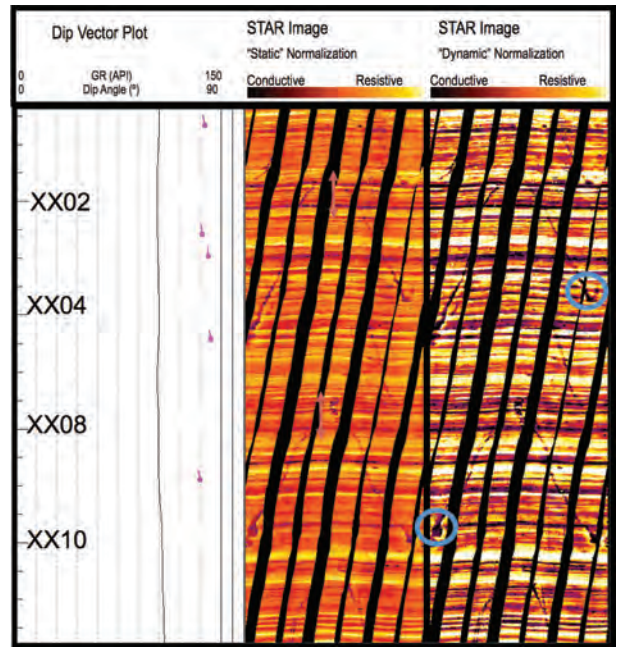 Dip Vector Plot
STAR Image
"Static" Normalization
STAR Image
"Dynamic" Normalization
0 GR (API) 150
0 Dip Angle (º) 90
Conductive Resistive
Conductive Resistive
XX02
XX04
XX08
XX10